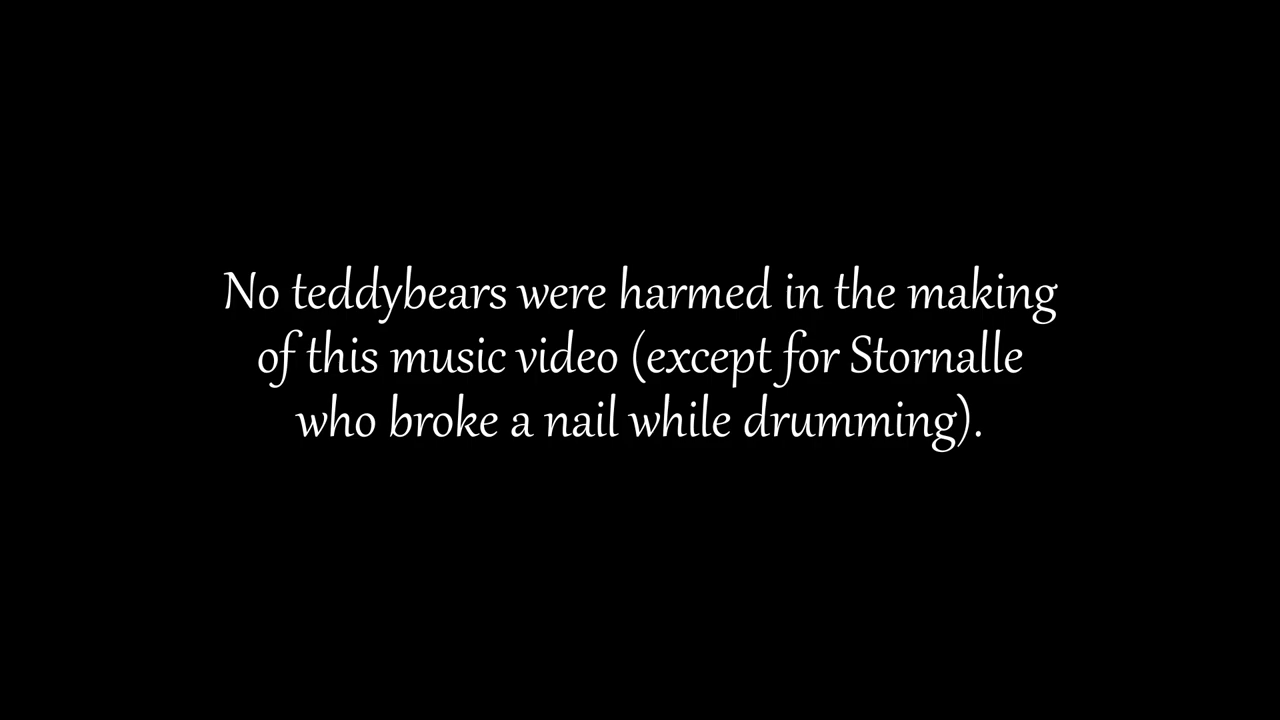 No teddybears were harmed in the making
of this music video (except for Stornalle
who broke a nail while drumming).